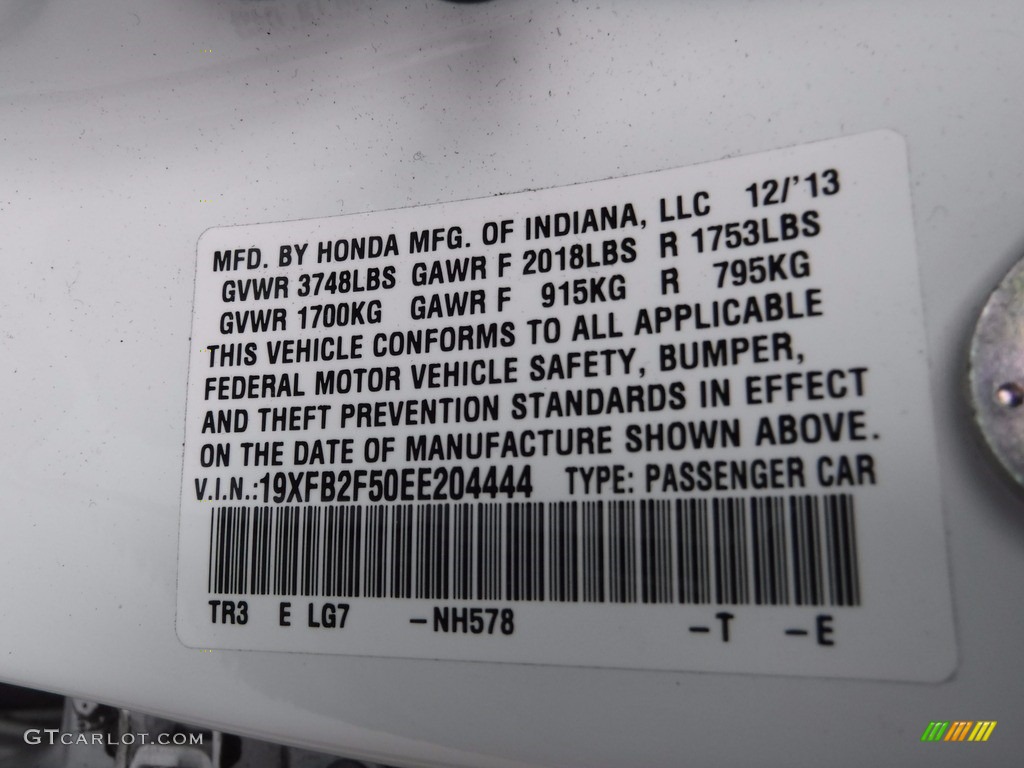 MFD. BY HONDA MFG. OF INDIANA, LLC 12/'13
GVWR 3748LBS GAWR F 2018LBS R 1753LBS
GVWR 1700KG GAWR F 915KG R 795KG
THIS VEHICLE CONFORMS TO ALL APPLICABLE
FEDERAL MOTOR VEHICLE SAFETY, BUMPER,
AND THEFT PREVENTION STANDARDS IN EFFECT
ON THE DATE OF MANUFACTURE SHOWN ABOVE.
V.I.N.:19XFB2F50EE204444 TYPE: PASSENGER CAR
TR3 E LG7 -NH578 -T -E
GTCARLOT.COM